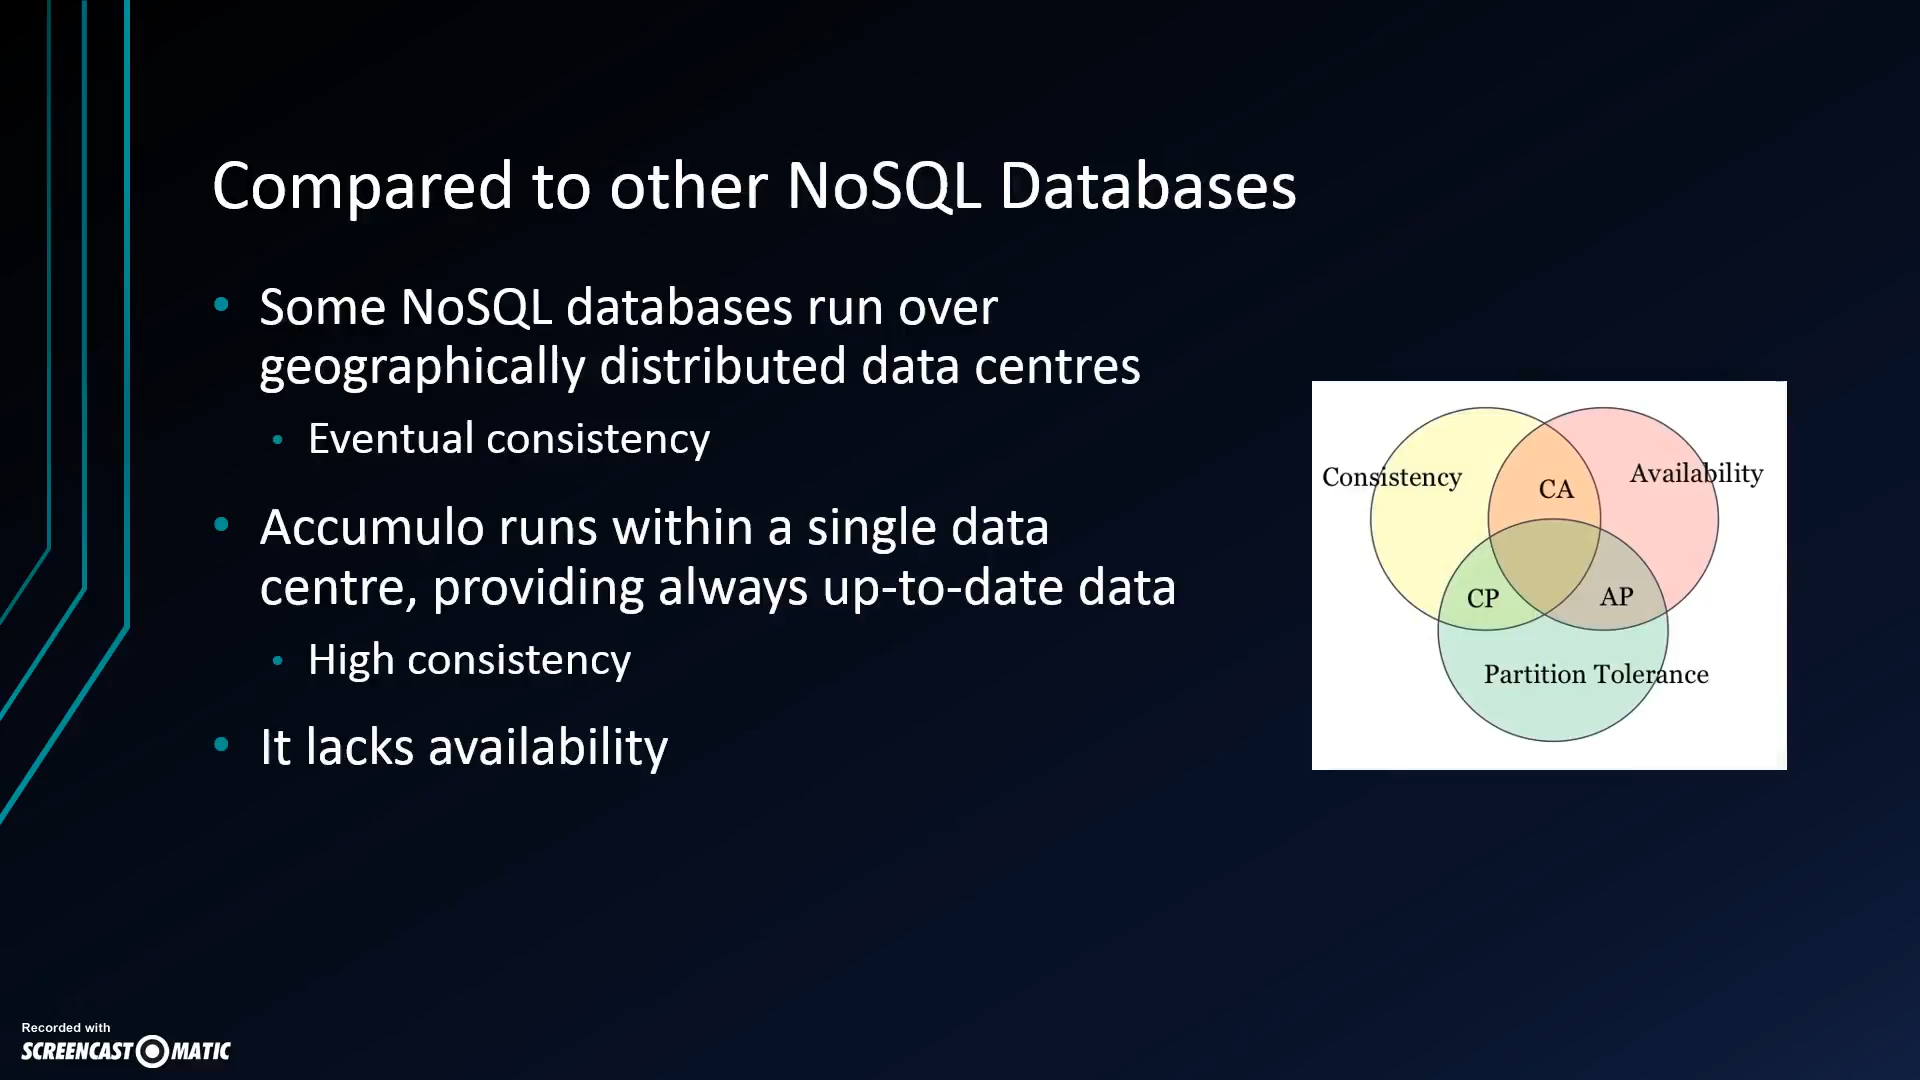 Compared to other NoSQL Databases
• Some NoSQL databases run over
geographically distributed data centres
• Eventual consistency
• Accumulo runs within a single data
centre, providing always up-to-date data
• High consistency
• It lacks availability
Consistency
CA
Availability
CP
AP
Partition Tolerance
Recorded with
SCREENCAST MATIC